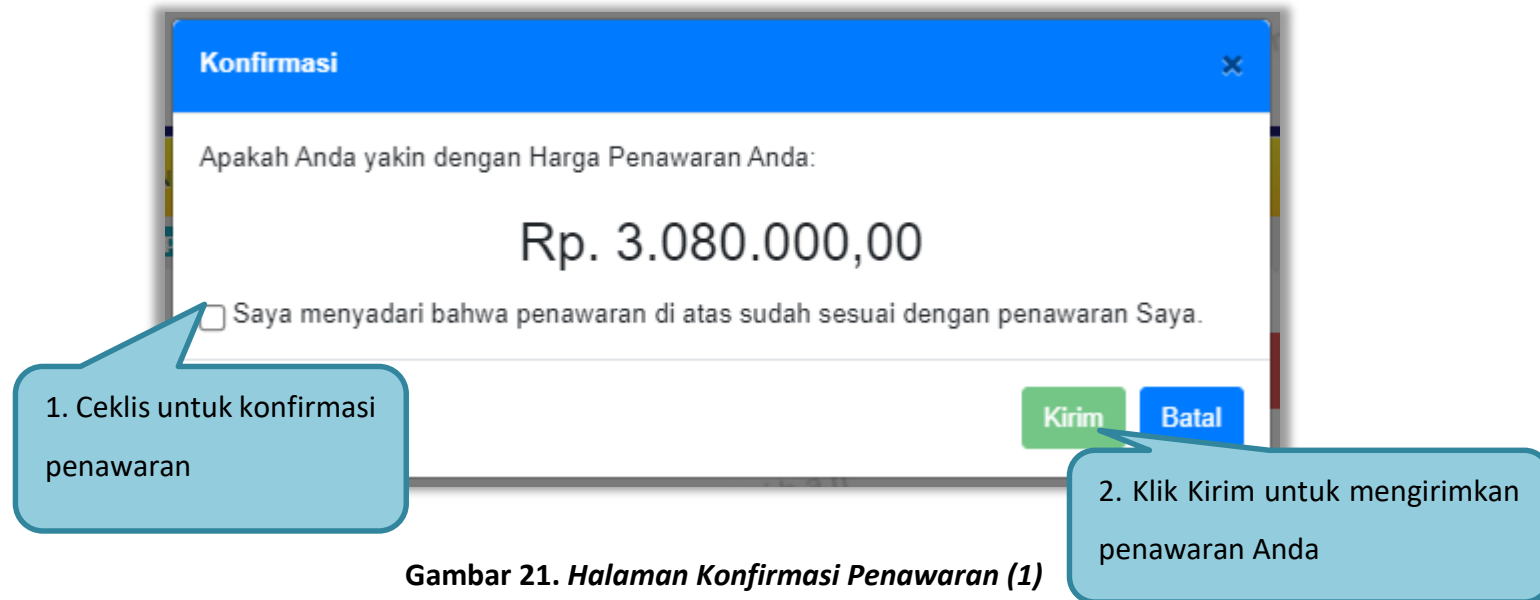 Konfirmasi
Apakah Anda yakin dengan Harga Penawaran Anda:
Rp. 3.080.000,00
Saya menyadari bahwa penawaran di atas sudah sesuai dengan penawaran Saya.
1. Ceklis untuk konfirmasi
penawaran
Kirim Batal
2. Klik Kirim untuk mengirimkan
penawaran Anda
Gambar 21. Halaman Konfirmasi Penawaran (1)